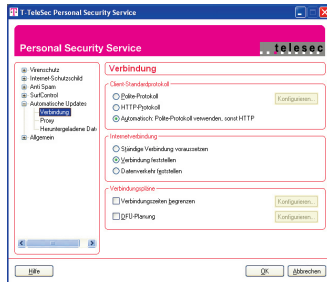 T-TeleSec Personal Security Service
Personal Security Service
telesec
Virenschutz
Internet-Schutzschild
Anti Spam
SurfControl
Automatische Updates
Verbindung
Proxy
Heruntergeladene Dat
Allgemein
Verbindung
Client-Standardprotokoll
Polite-Protokoll
HTTP-Protokoll
Automatisch: Polite-Protokoll verwenden, sonst HTTP
Konfigurieren...
Internetverbindung
Ständige Verbindung voraussetzen
Verbindung feststellen
Datenverkehr feststellen
Verbindungspläne
Verbindungszeiten begrenzen
Konfigurieren...
DFÜ-Planung
Konfigurieren...
Hilfe
OK
Abbrechen